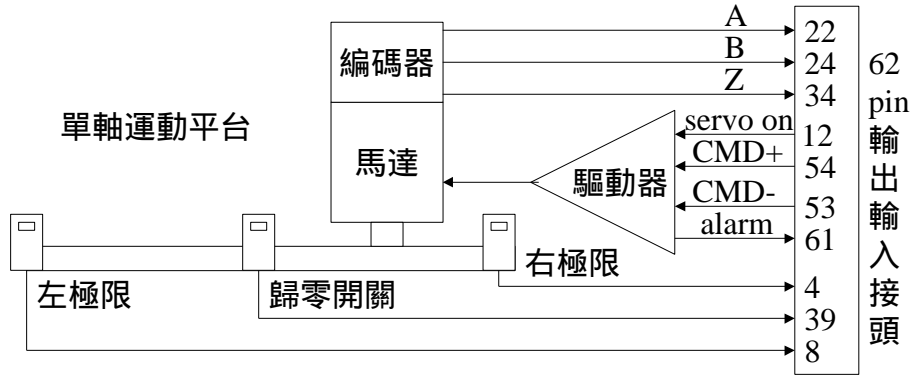 A
22
編碼器
B
24
Z
34
62
pin
輸
出
輸
入
接
頭
單軸運動平台
馬達
驅動器
servo on
12
CMD+
54
CMD-
53
alarm
61
右極限
4
左極限
歸零開關
39
8